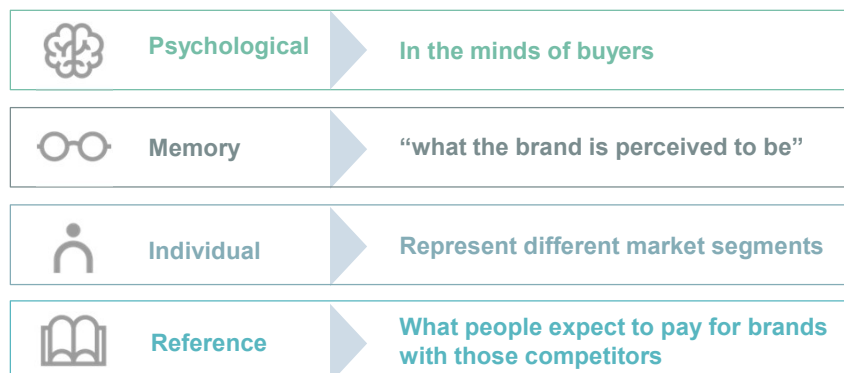 Psychological
In the minds of buyers
Memory
“what the brand is perceived to be”
Individual
Represent different market segments
Reference
What people expect to pay for brands
with those competitors